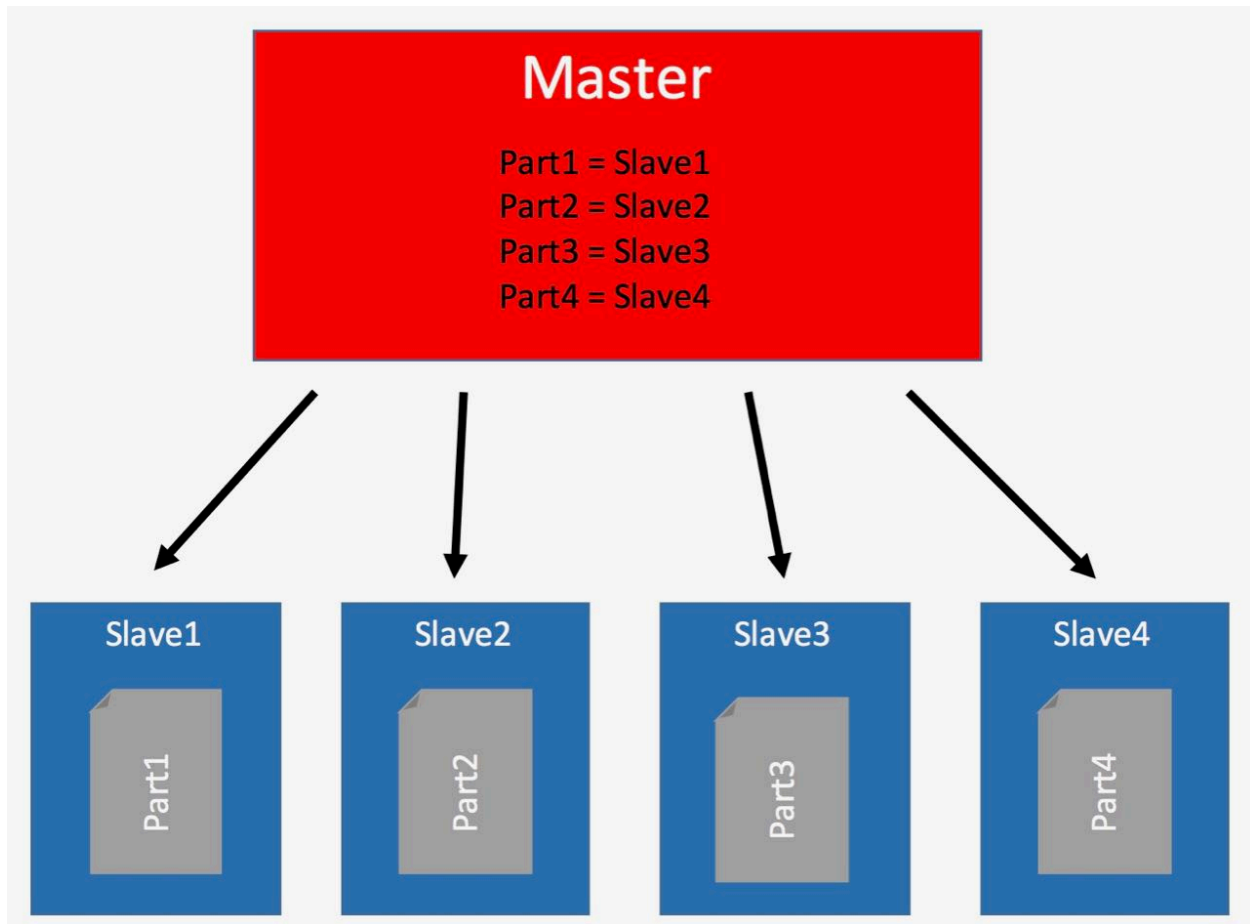 Master
Part1 = Slave1
Part2 = Slave2
Part3 = Slave3
Part4 = Slave4
Slave1
Slave2
Slave3
Slave4
Part1
Part2
Part3
Part4